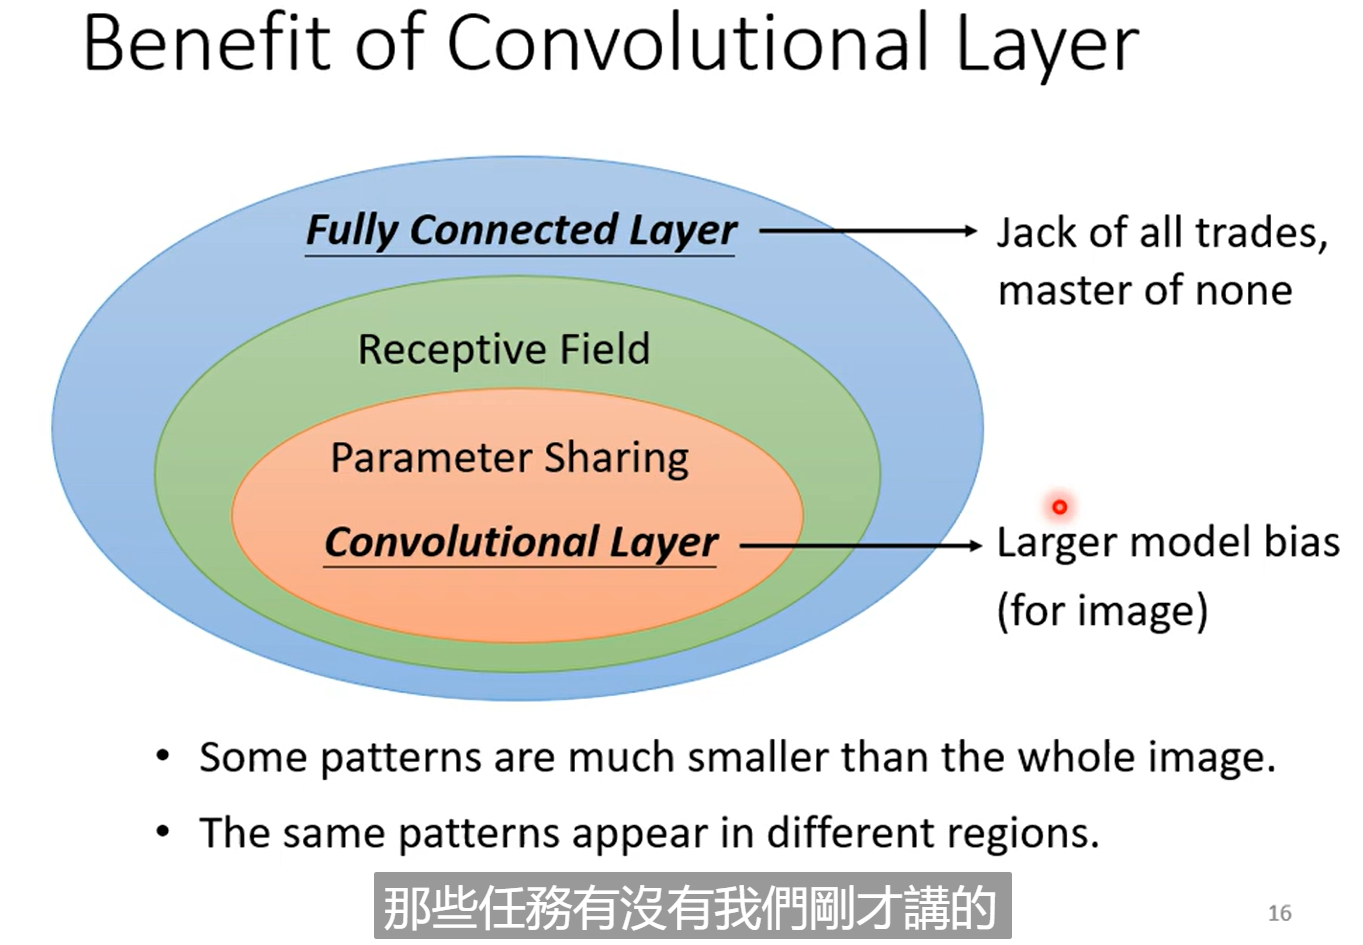 Benefit of Convolutional Layer
Fully Connected Layer
Jack of all trades,
master of none
Receptive Field
Parameter Sharing
Convolutional Layer
Larger model bias
(for image)
• Some patterns are much smaller than the whole image.
• The same patterns appear in different regions.
那些任務有沒有我們剛才講的
16